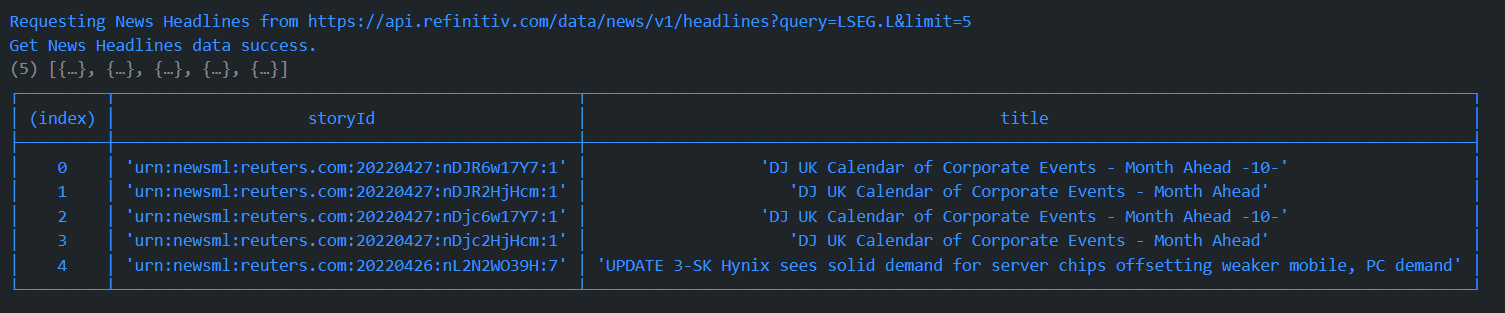 Requesting News Headlines from https://api.refinitiv.com/data/news/v1/headlines?query=LSEG.L&limit=5
Get News Headlines data success.
(5) [{…}, {…}, {…}, {…}, {…}]
(index) storyId title
0 'urn:newsml:reuters.com:20220427:nDJR6w17Y7:1' 'DJ UK Calendar of Corporate Events - Month Ahead -10-'
1 'urn:newsml:reuters.com:20220427:nDJR2HjHcm:1' 'DJ UK Calendar of Corporate Events - Month Ahead'
2 'urn:newsml:reuters.com:20220427:nDjc6w17Y7:1' 'DJ UK Calendar of Corporate Events - Month Ahead -10-'
3 'urn:newsml:reuters.com:20220427:nDjc2HjHcm:1' 'DJ UK Calendar of Corporate Events - Month Ahead'
4 'urn:newsml:reuters.com:20220426:nL2N2WO39H:7' 'UPDATE 3-SK Hynix sees solid demand for server chips offsetting weaker mobile, PC demand'